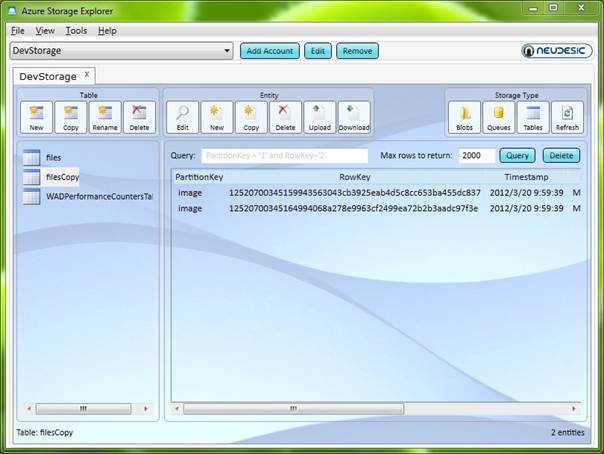 Azure Storage Explorer
File View Tools Help
DevStorage Add Account Edit Remove NEUDESIC
DevStorage x
Table Entity Storage Type
New Copy Rename Delete Edit New Copy Delete Upload Download Blobs Queues Tables Refresh
files
filesCopy
WADPerformanceCountersTal
Query: PartitionKey = '1' and RowKey='2' Max rows to return: 2000 Query Delete
PartitionKey RowKey Timestamp
image 12520700345159943563043cb3925eab4d5c8cc653ba455dc837 2012/3/20 9:59:39 M
image 12520700345164994068a278e9963cf2499ea72b2b3aadc97f3e 2012/3/20 9:59:39 M
Table: filesCopy 2 entities